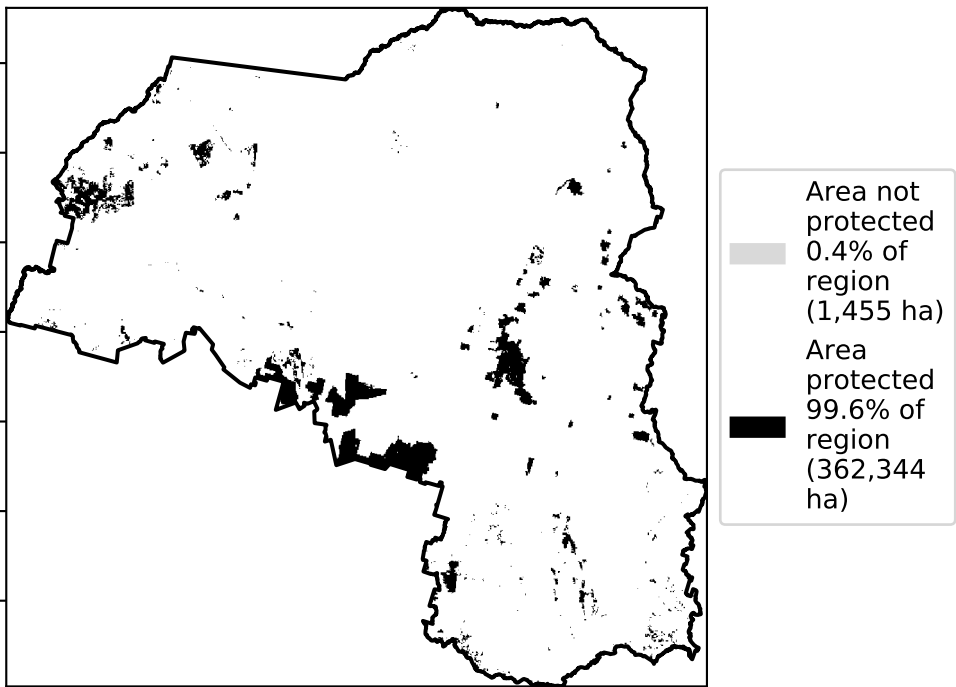 Area not
protected
0.4% of
region
(1,455 ha)
Area
protected
99.6% of
region
(362,344
ha)